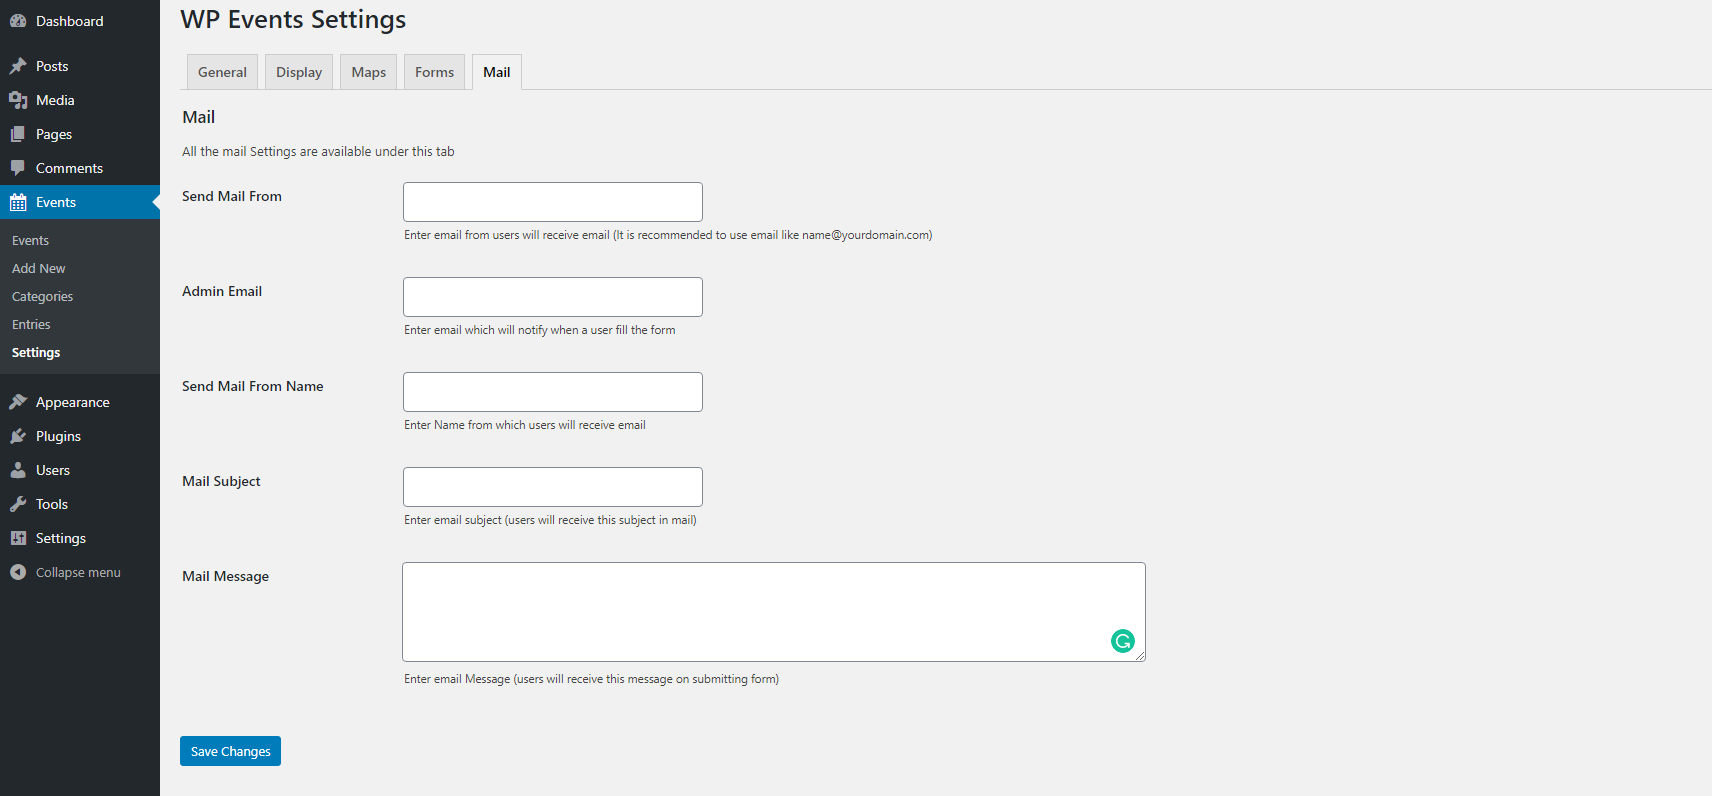 Dashboard
Posts
Media
Pages
Comments
Events
Events
Add New
Categories
Entries
Settings
Appearance
Plugins
Users
Tools
Settings
Collapse menu
WP Events Settings
General Display Maps Forms Mail
Mail
All the mail Settings are available under this tab
Send Mail From
Enter email from users will receive email (It is recommended to use email like name@yourdomain.com)
Admin Email
Enter email which will notify when a user fill the form
Send Mail From Name
Enter Name from which users will receive email
Mail Subject
Enter email subject (users will receive this subject in mail)
Mail Message
Enter email Message (users will receive this message on submitting form)
Save Changes